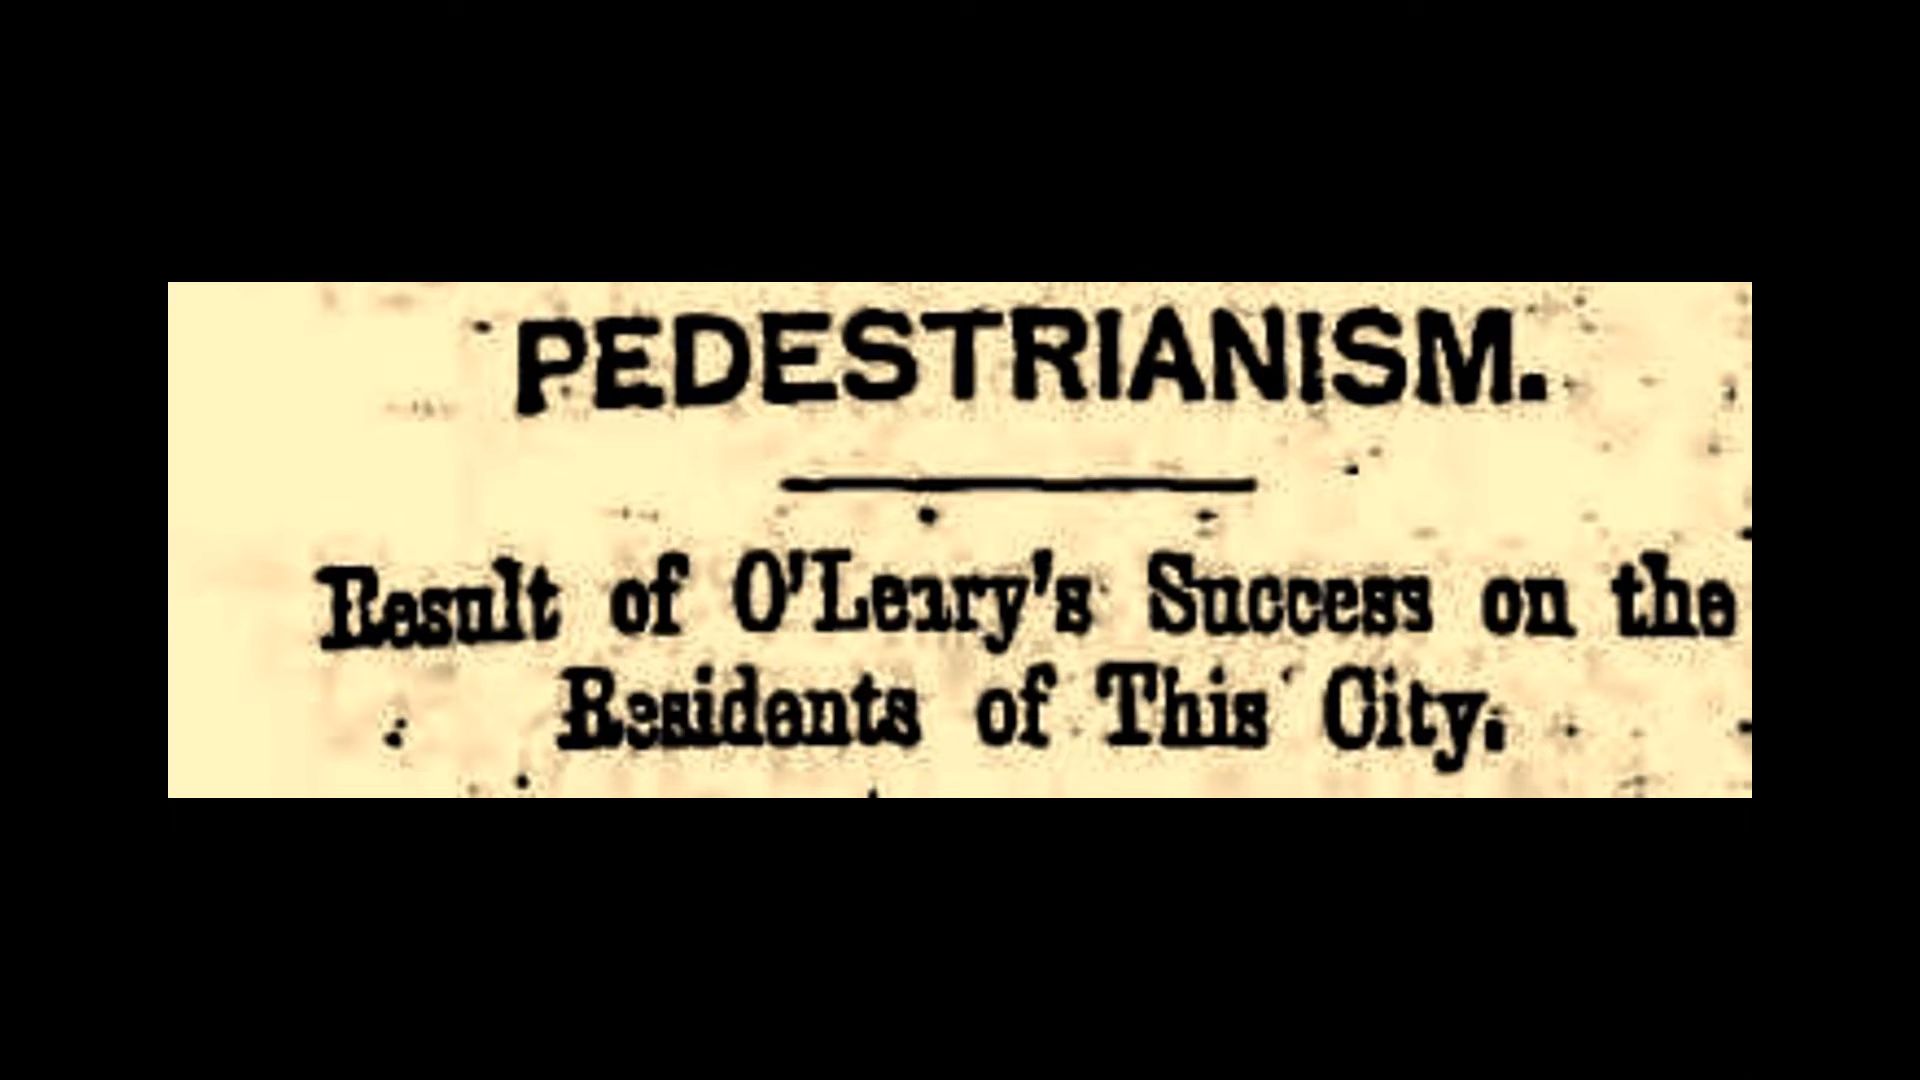 PEDESTRIANISM.
Result of O'Leary's Success on the
Residents of This City.